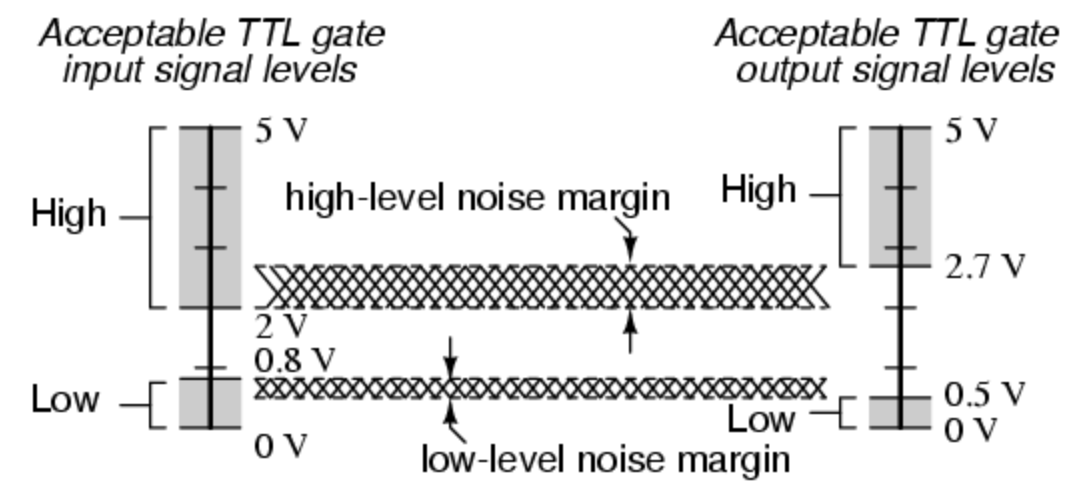 Acceptable TTL gate
input signal levels
Acceptable TTL gate
output signal levels
5 V
5 V
High
high-level noise margin
High
2.7 V
2 V
0.8 V
Low
0.5 V
Low
0 V
0 V
low-level noise margin